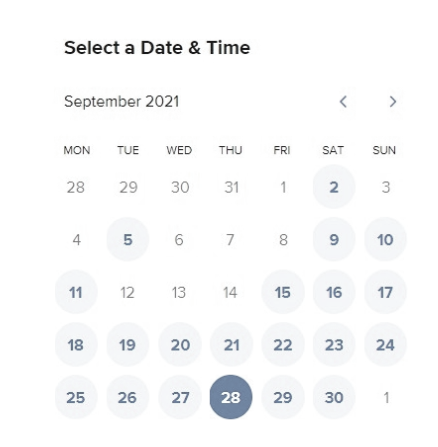 Select a Date & Time
September 2021
MON TUE WED THU FRI SAT SUN
28 29 30 31 1 2 3
4 5 6 7 8 9 10
11 12 13 14 15 16 17
18 19 20 21 22 23 24
25 26 27 28 29 30 1